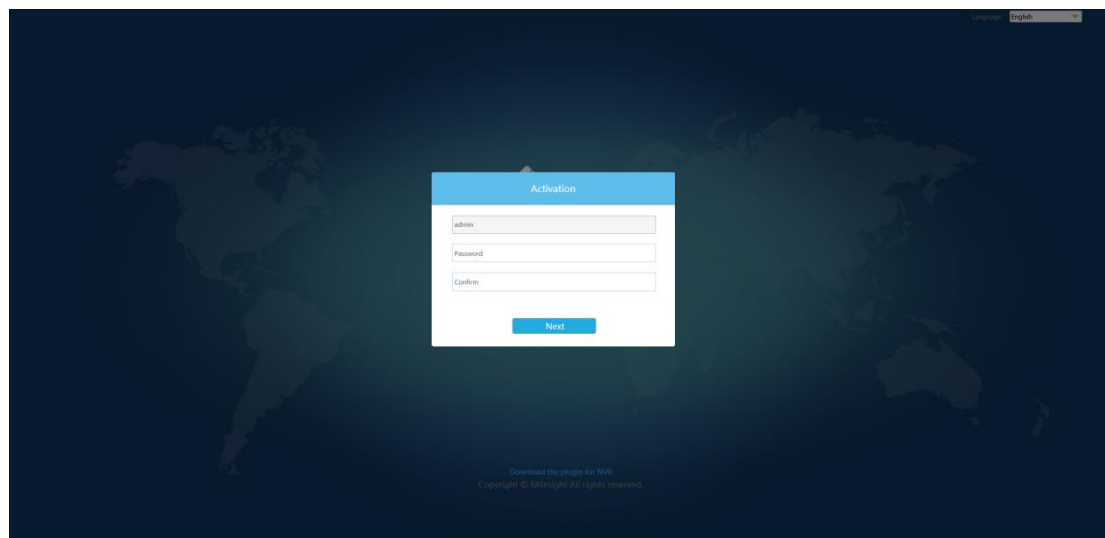 Language: English
Activation
admin
Password
Confirm
Next
Download the plugin for NVR
Copyright © Milesight All rights reserved.